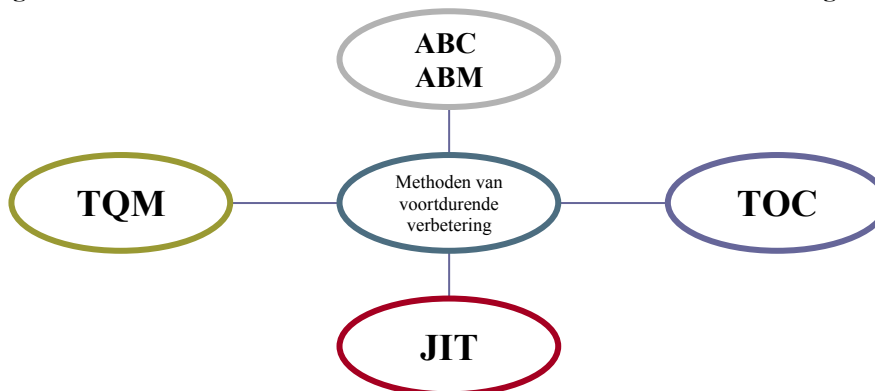 ABC
ABM
TQM
Methoden van
voortdurende
verbetering
TOC
JIT